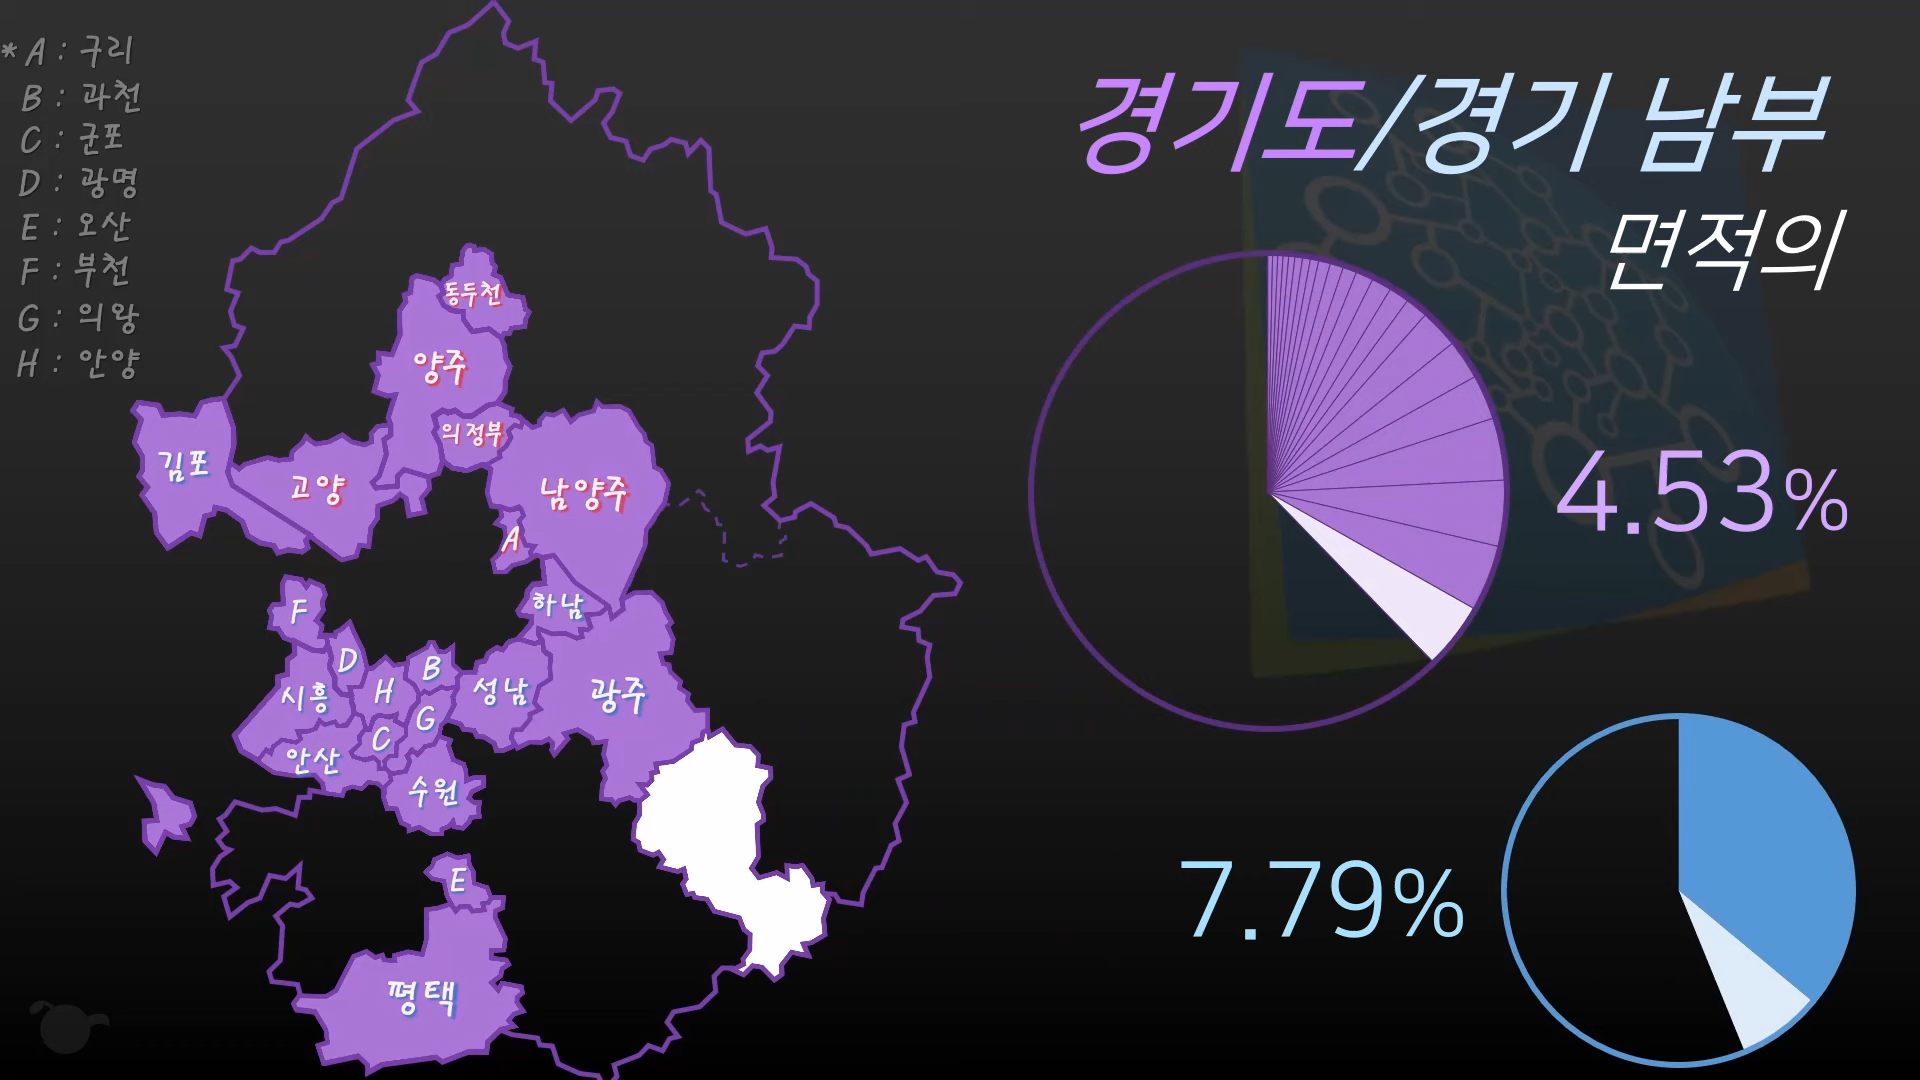 *A : 구리
B : 과천
C : 군포
D : 광명
E : 오산
F : 부천
G : 의왕
H : 안양
경기도/경기 남부
면적의
4.53%
7.79%
동두천
양주
의정부
김포
고양
남양주
A
하남
F
D
B
H
시흥
성남
광주
G
C
안산
수원
E
평택